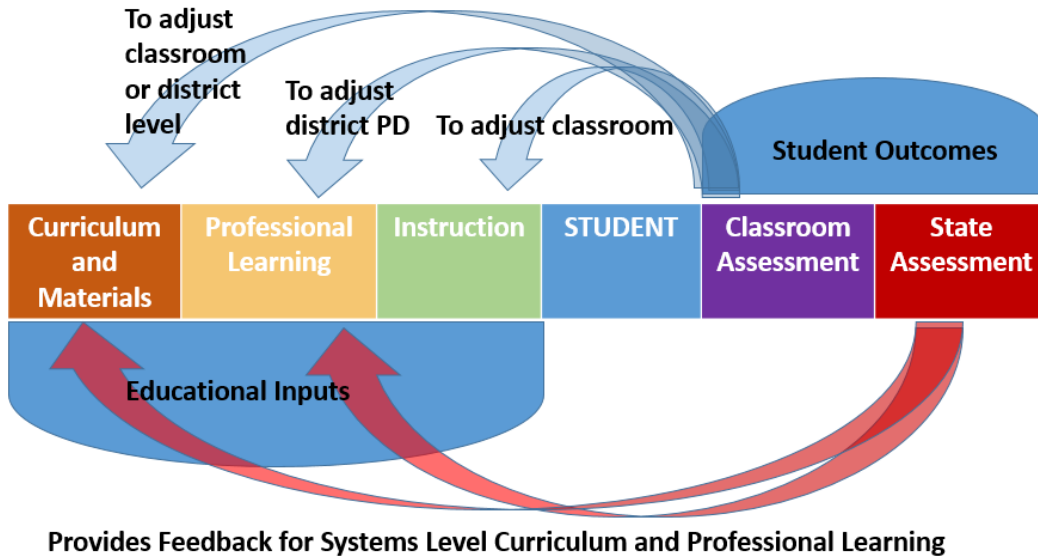 To adjust
classroom
or district
level
To adjust
district PD
To adjust classroom
Student Outcomes
Curriculum
and
Materials
Professional
Learning
Instruction
STUDENT
Classroom
Assessment
State
Assessment
Educational Inputs
Provides Feedback for Systems Level Curriculum and Professional Learning